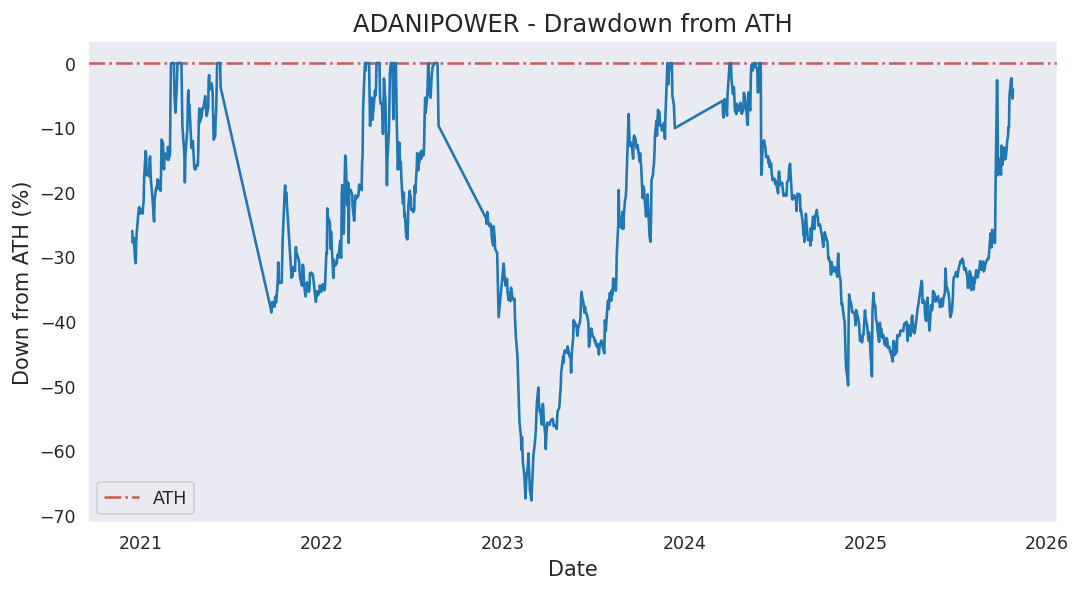 ADANIPOWER - Drawdown from ATH
Down from ATH (%)
0
−10
−20
−30
−40
−50
−60
−70
ATH
2021 2022 2023 2024 2025 2026
Date